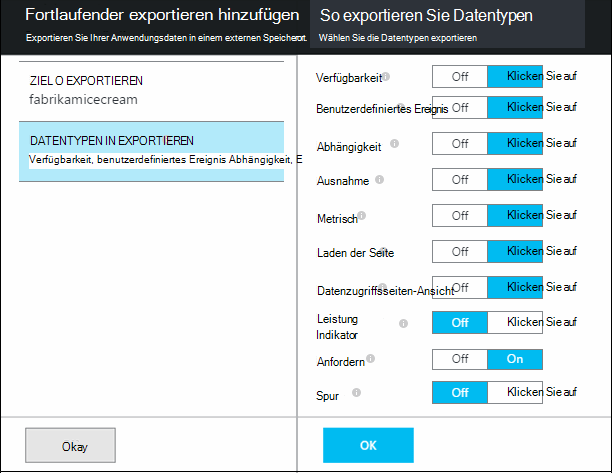 Fortlaufender exportieren hinzufügen
Exportieren Sie Ihrer Anwendungsdaten in einem externen Speicherort.
ZIEL O EXPORTIEREN
fabrikamicecream
DATENTYPEN IN EXPORTIEREN
Verfügbarkeit, benutzerdefiniertes Ereignis Abhängigkeit, E
Okay
So exportieren Sie Datentypen
Wählen Sie die Datentypen exportieren
Verfügbarkeit Off Klicken Sie auf
Benutzerdefiniertes Ereignis Off Klicken Sie auf
Abhängigkeit Off Klicken Sie auf
Ausnahme Off Klicken Sie auf
Metrisch Off Klicken Sie auf
Laden der Seite Off Klicken Sie auf
Datenzugriffsseiten-Ansicht Off Klicken Sie auf
Leistung
Indikator Off Klicken Sie auf
Anfordern Off On
Spur Off Klicken Sie auf
OK